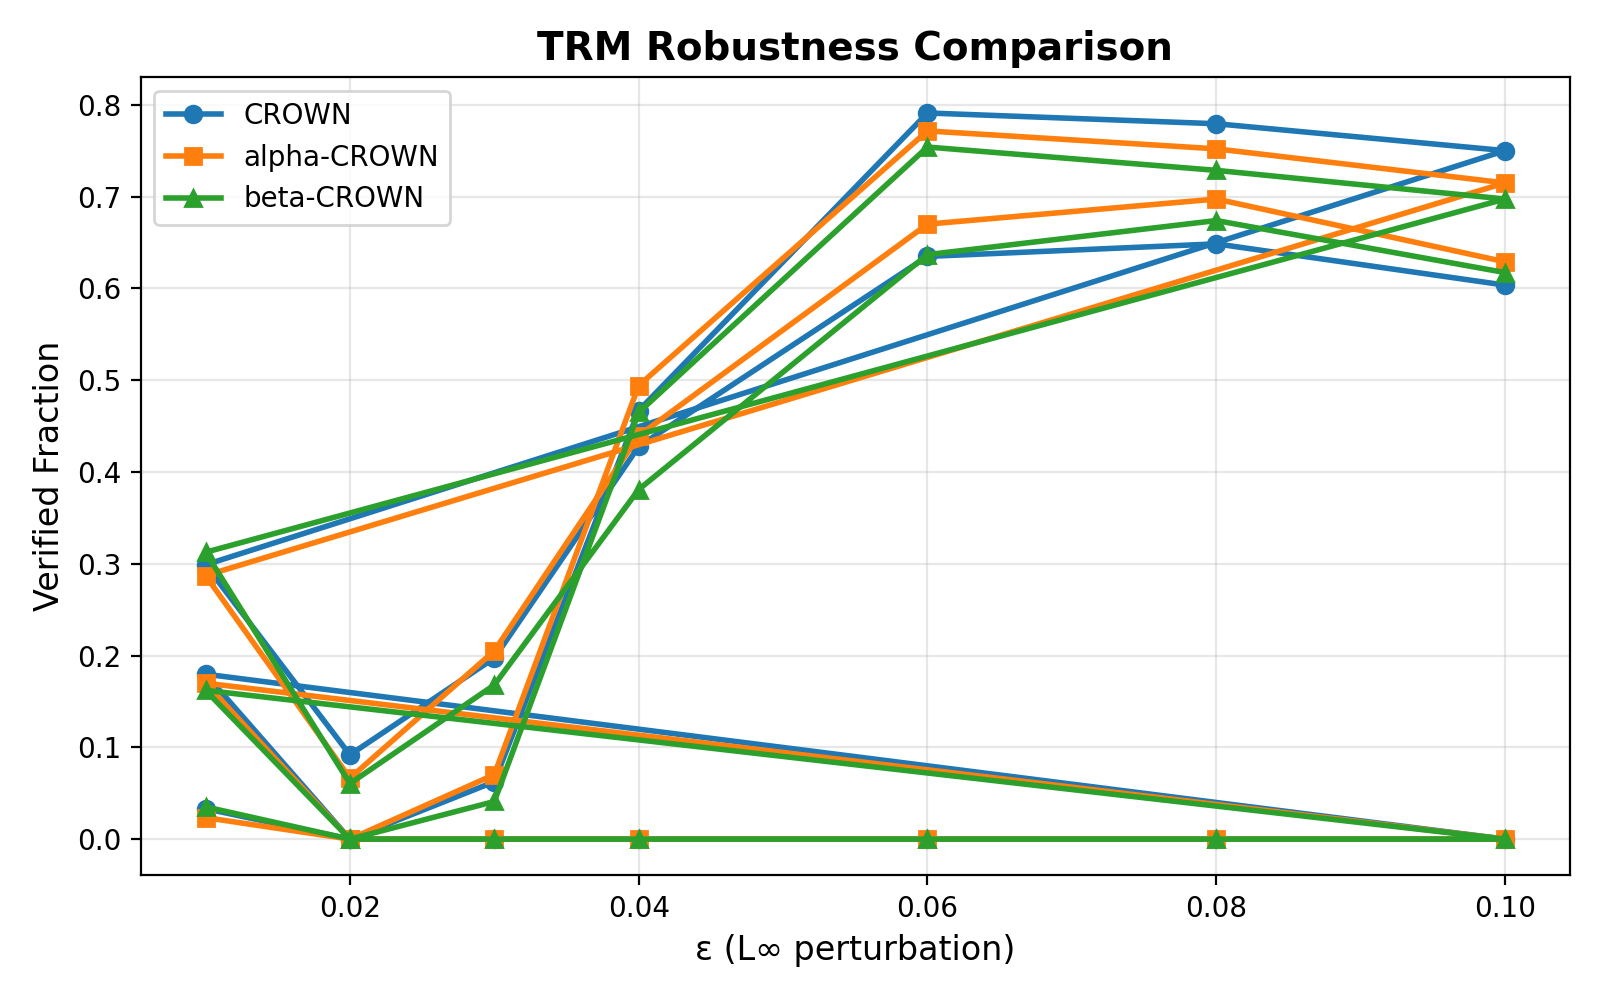 TRM Robustness Comparison
CROWN
alpha-CROWN
beta-CROWN
0.8
0.7
0.6
0.5
0.4
0.3
0.2
0.1
0.0
Verified Fraction
0.02 0.04 0.06 0.08 0.10
ε (L∞ perturbation)